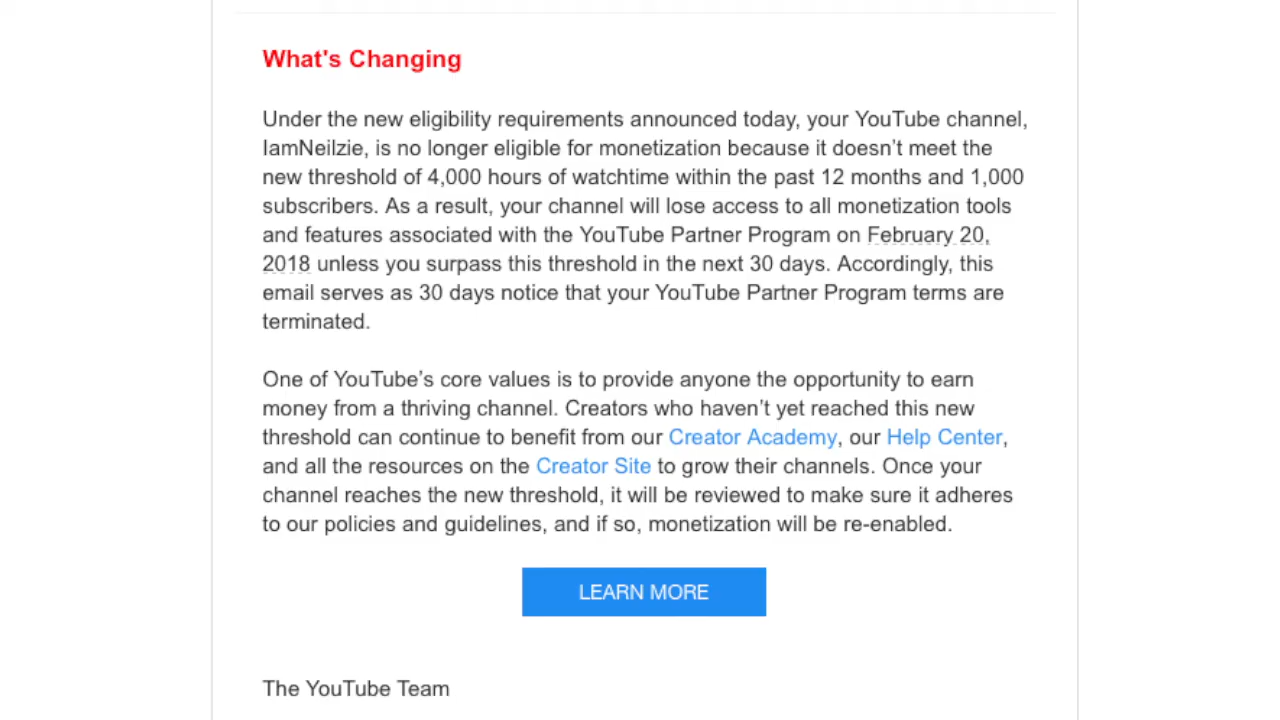 What's Changing
Under the new eligibility requirements announced today, your YouTube channel,
IamNeilzie, is no longer eligible for monetization because it doesn’t meet the
new threshold of 4,000 hours of watchtime within the past 12 months and 1,000
subscribers. As a result, your channel will lose access to all monetization tools
and features associated with the YouTube Partner Program on February 20,
2018 unless you surpass this threshold in the next 30 days. Accordingly, this
email serves as 30 days notice that your YouTube Partner Program terms are
terminated.
One of YouTube’s core values is to provide anyone the opportunity to earn
money from a thriving channel. Creators who haven’t yet reached this new
threshold can continue to benefit from our Creator Academy, our Help Center,
and all the resources on the Creator Site to grow their channels. Once your
channel reaches the new threshold, it will be reviewed to make sure it adheres
to our policies and guidelines, and if so, monetization will be re-enabled.
LEARN MORE
The YouTube Team